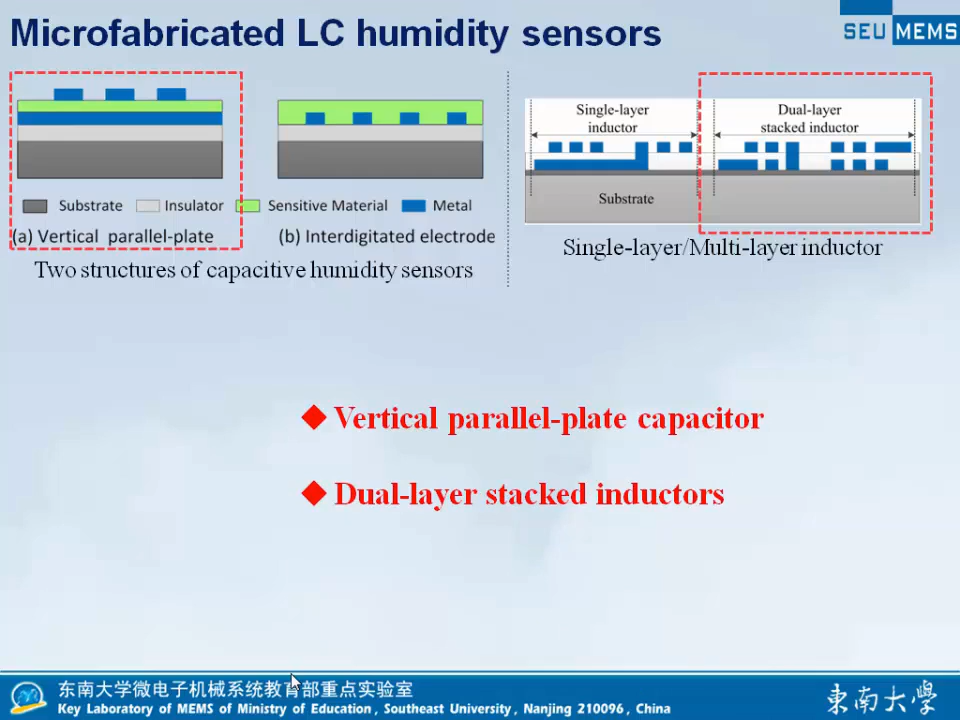 Microfabricated LC humidity sensors
SEU MEMS
Single-layer
inductor
Dual-layer
stacked inductor
Substrate
Substrate Insulator Sensitive Material Metal
(a) Vertical parallel-plate
(b) Interdigitated electrode
Two structures of capacitive humidity sensors
Single-layer/Multi-layer inductor
Vertical parallel-plate capacitor
Dual-layer stacked inductors
东南大学微电子机械系统教育部重点实验室
Key Laboratory of MEMS of Ministry of Education, Southeast University, Nanjing 210096, China
東南大學